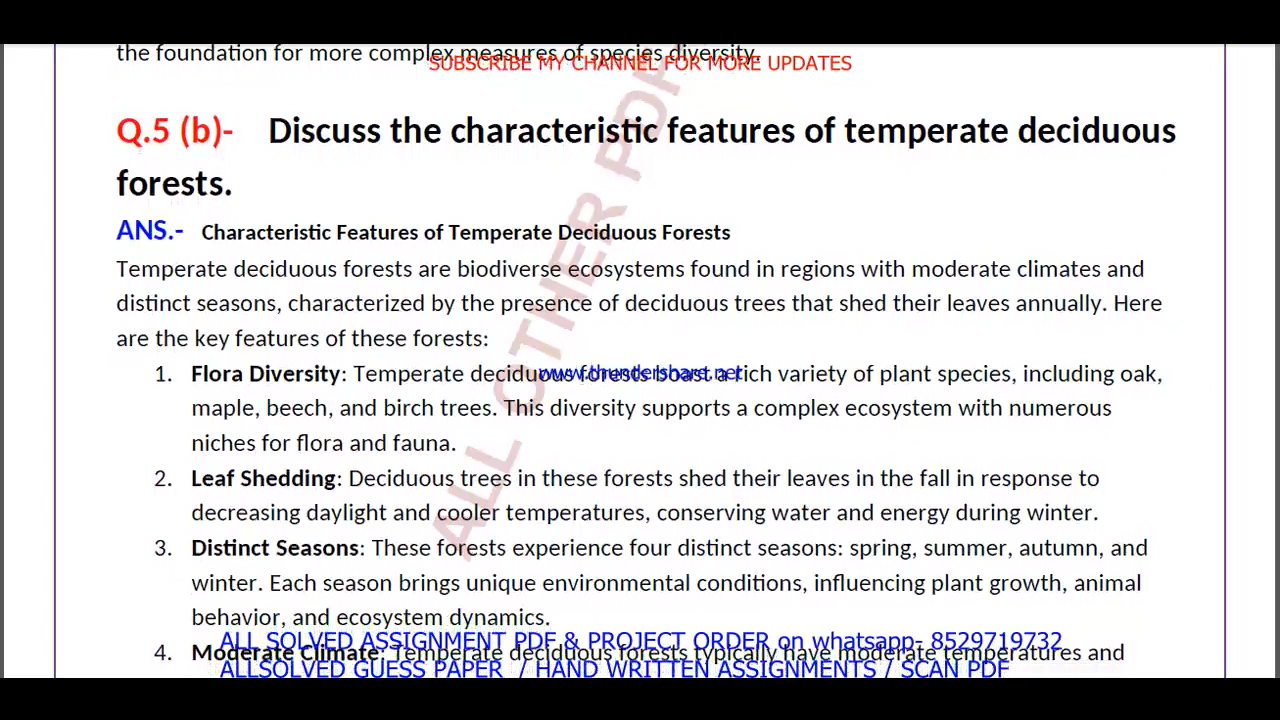 the foundation for more complex measures of species diversity.
SUBSCRIBE MY CHANNEL FOR MORE UPDATES
Q.5 (b)- Discuss the characteristic features of temperate deciduous
forests.
ANS.- Characteristic Features of Temperate Deciduous Forests
Temperate deciduous forests are biodiverse ecosystems found in regions with moderate climates and
distinct seasons, characterized by the presence of deciduous trees that shed their leaves annually. Here
are the key features of these forests:
1. Flora Diversity: Temperate deciduous forests boast a rich variety of plant species, including oak,
www.thundershare.net
maple, beech, and birch trees. This diversity supports a complex ecosystem with numerous
niches for flora and fauna.
2. Leaf Shedding: Deciduous trees in these forests shed their leaves in the fall in response to
decreasing daylight and cooler temperatures, conserving water and energy during winter.
3. Distinct Seasons: These forests experience four distinct seasons: spring, summer, autumn, and
winter. Each season brings unique environmental conditions, influencing plant growth, animal
behavior, and ecosystem dynamics.
ALL SOLVED ASSIGNMENT PDF & PROJECT ORDER on whatsapp- 8529719732
4. Moderate Climate: Temperate deciduous forests typically have moderate temperatures and
ALLSOLVED GUESS PAPER / HAND WRITTEN ASSIGNMENTS / SCAN PDF
ALL OTHER PDF